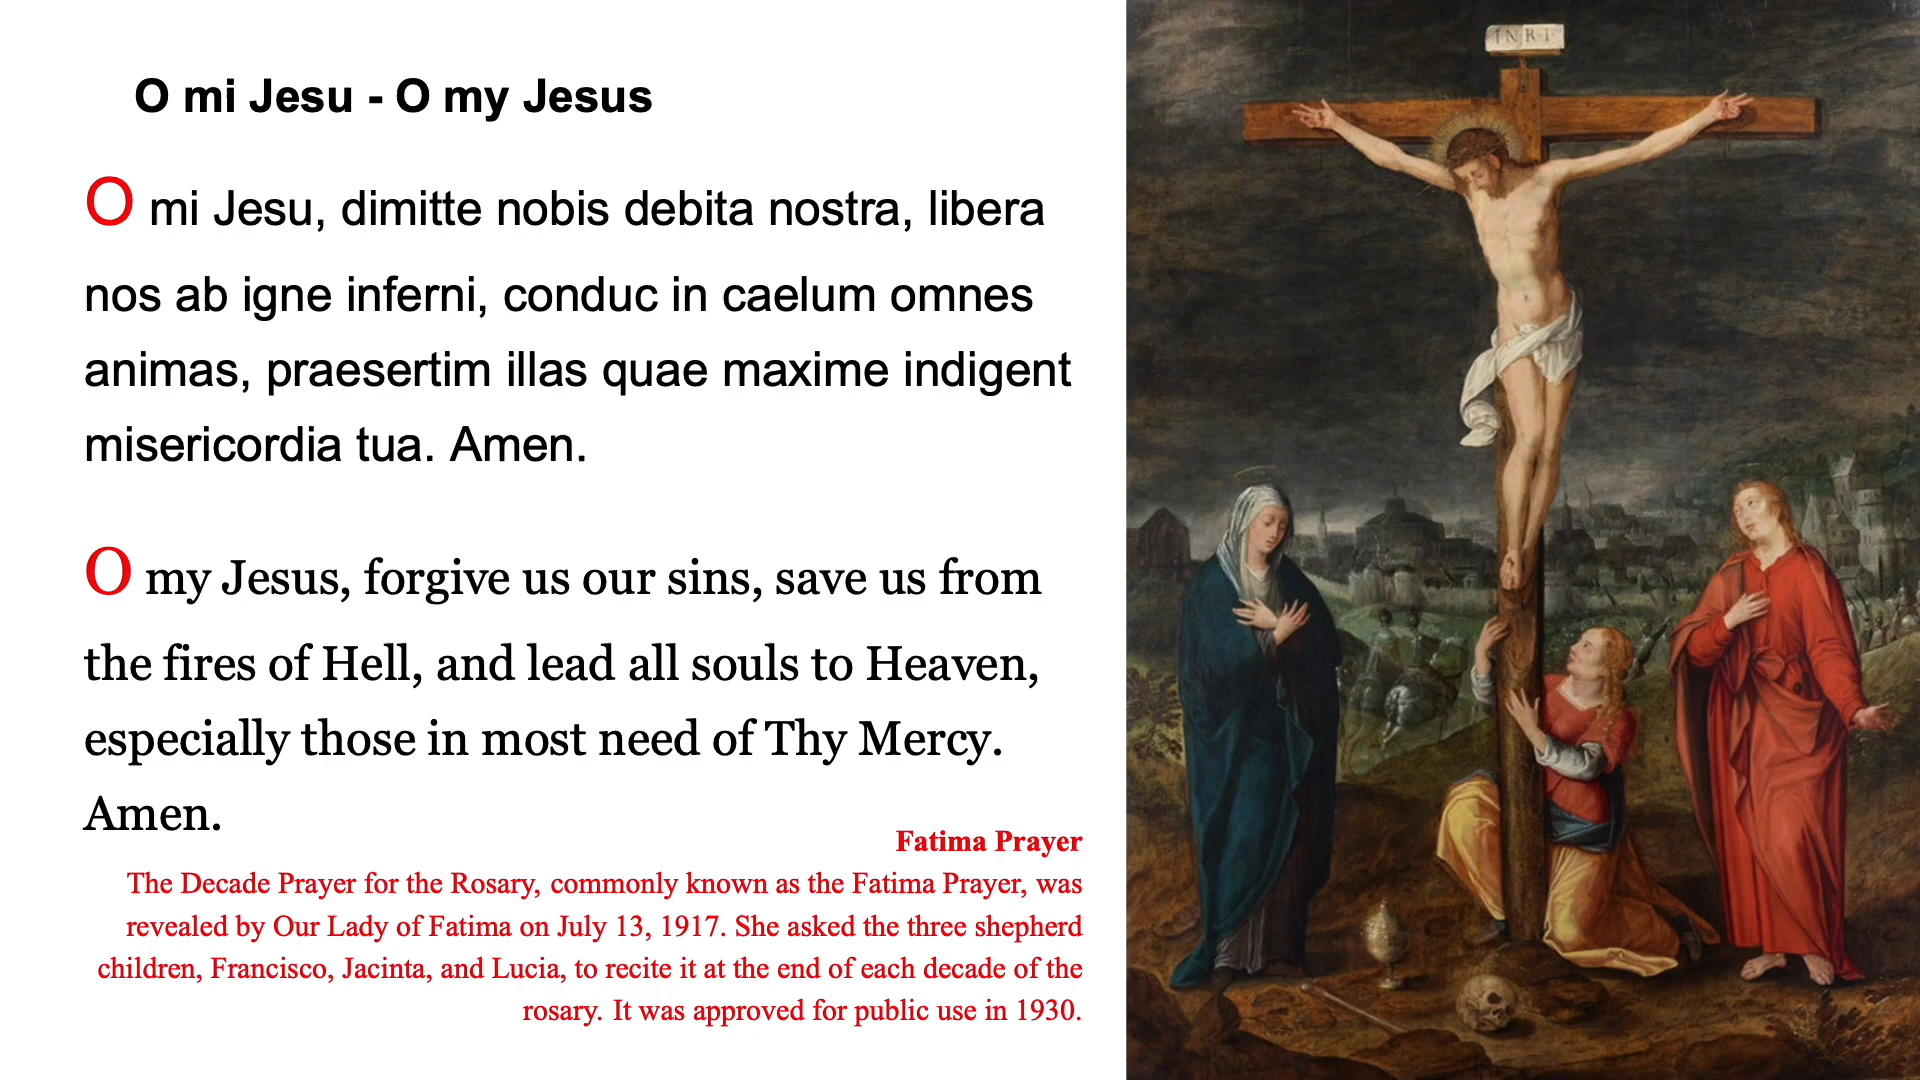 O mi Jesu - O my Jesus
O mi Jesu, dimitte nobis debita nostra, libera
nos ab igne inferni, conduc in caelum omnes
animas, praesertim illas quae maxime indigent
misericordia tua. Amen.
O my Jesus, forgive us our sins, save us from
the fires of Hell, and lead all souls to Heaven,
especially those in most need of Thy Mercy.
Amen.
Fatima Prayer
The Decade Prayer for the Rosary, commonly known as the Fatima Prayer, was
revealed by Our Lady of Fatima on July 13, 1917. She asked the three shepherd
children, Francisco, Jacinta, and Lucia, to recite it at the end of each decade of the
rosary. It was approved for public use in 1930.
INRI